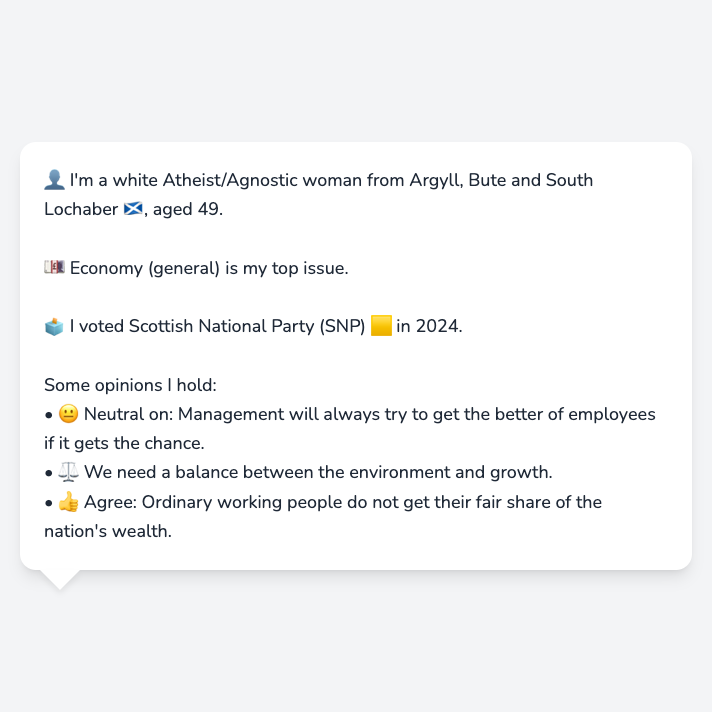 👤 I'm a white Atheist/Agnostic woman from Argyll, Bute and South
Lochaber 🏴󠁧󠁢󠁳󠁣󠁴󠁿, aged 49.
💷 Economy (general) is my top issue.
🗳️ I voted Scottish National Party (SNP) 🟨 in 2024.
Some opinions I hold:
• 😐 Neutral on: Management will always try to get the better of employees
if it gets the chance.
• ⚖️ We need a balance between the environment and growth.
• 👍 Agree: Ordinary working people do not get their fair share of the
nation's wealth.